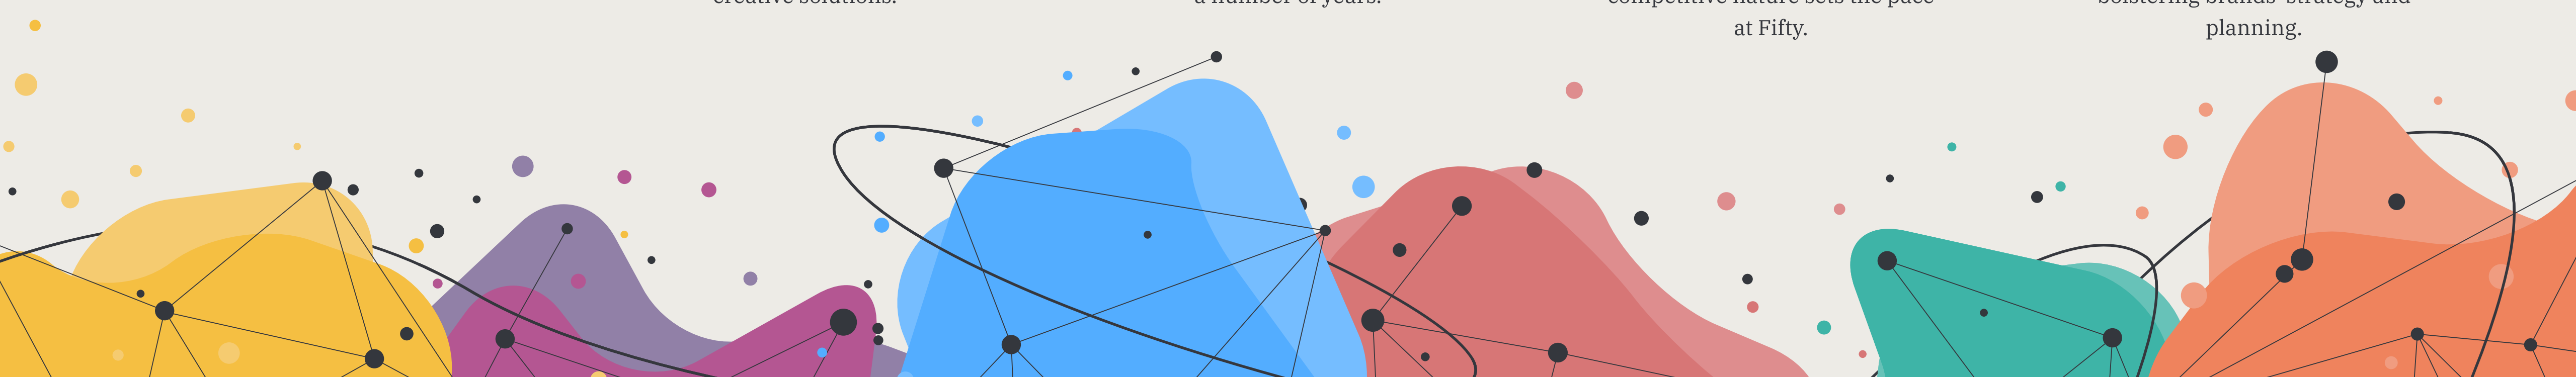 creative solutions.
a number of years.
competitive nature sets the pace
at Fifty.
bolstering brands' strategy and
planning.